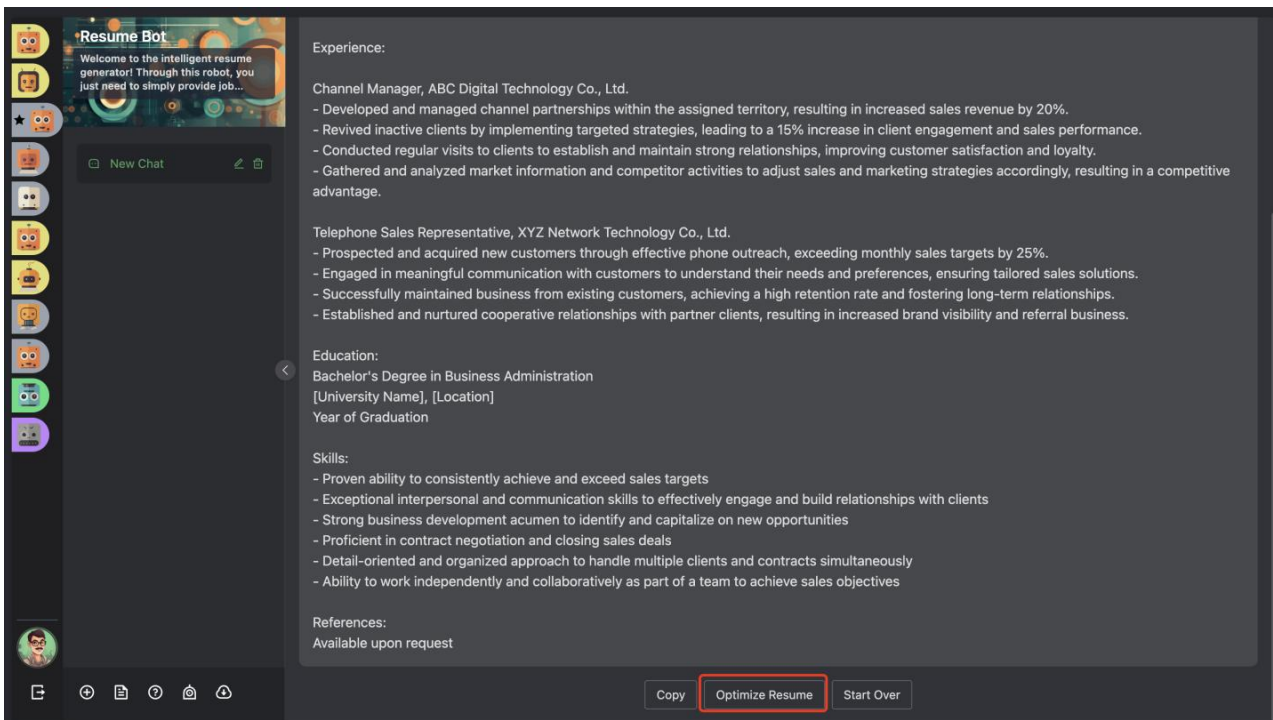 Resume Bot
Welcome to the intelligent resume
generator! Through this robot, you
just need to simply provide job...
New Chat
Experience:
Channel Manager, ABC Digital Technology Co., Ltd.
- Developed and managed channel partnerships within the assigned territory, resulting in increased sales revenue by 20%.
- Revived inactive clients by implementing targeted strategies, leading to a 15% increase in client engagement and sales performance.
- Conducted regular visits to clients to establish and maintain strong relationships, improving customer satisfaction and loyalty.
- Gathered and analyzed market information and competitor activities to adjust sales and marketing strategies accordingly, resulting in a competitive
advantage.
Telephone Sales Representative, XYZ Network Technology Co., Ltd.
- Prospected and acquired new customers through effective phone outreach, exceeding monthly sales targets by 25%.
- Engaged in meaningful communication with customers to understand their needs and preferences, ensuring tailored sales solutions.
- Successfully maintained business from existing customers, achieving a high retention rate and fostering long-term relationships.
- Established and nurtured cooperative relationships with partner clients, resulting in increased brand visibility and referral business.
Education:
Bachelor's Degree in Business Administration
[University Name], [Location]
Year of Graduation
Skills:
- Proven ability to consistently achieve and exceed sales targets
- Exceptional interpersonal and communication skills to effectively engage and build relationships with clients
- Strong business development acumen to identify and capitalize on new opportunities
- Proficient in contract negotiation and closing sales deals
- Detail-oriented and organized approach to handle multiple clients and contracts simultaneously
- Ability to work independently and collaboratively as part of a team to achieve sales objectives
References:
Available upon request
Copy
Optimize Resume
Start Over